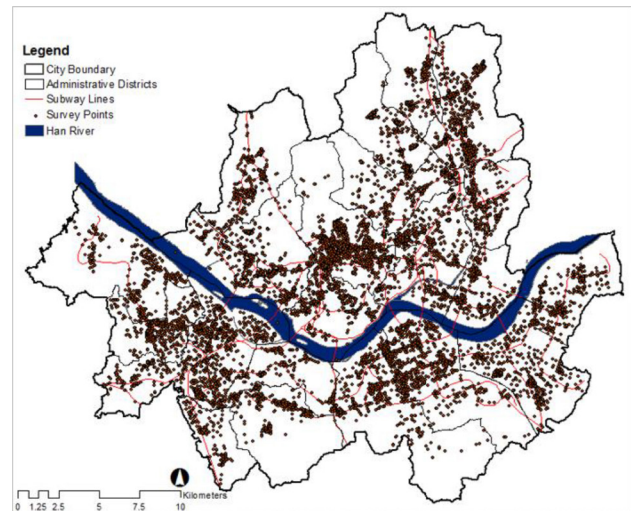 Legend
City Boundary
Administrative Districts
Subway Lines
Survey Points
Han River
Kilometers
0 1.25 2.5 5 7.5 10